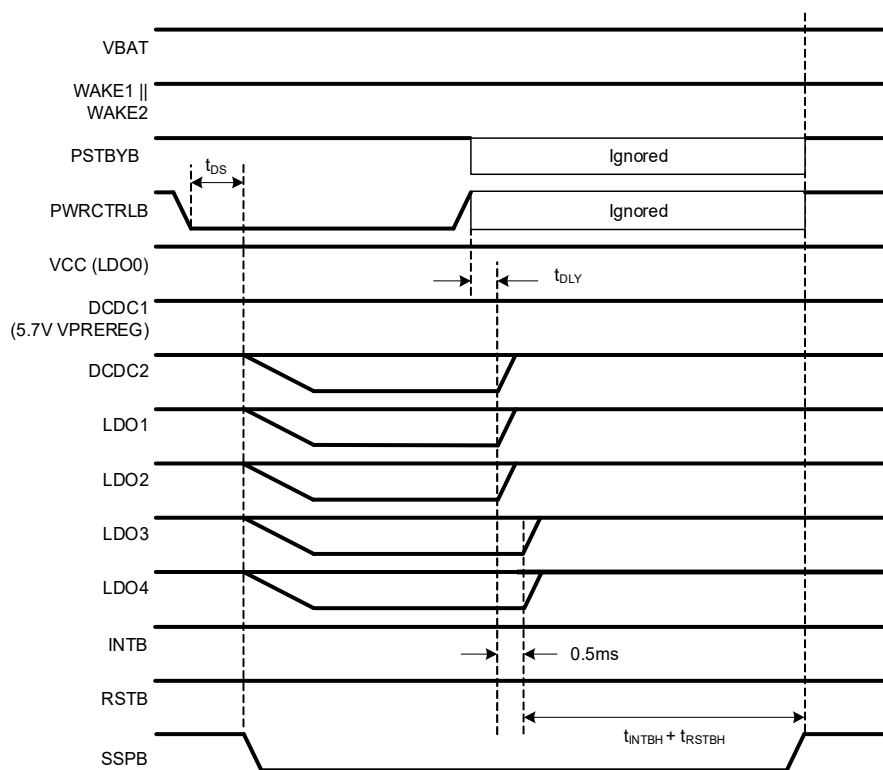 VBAT
WAKE1 ||
WAKE2
PSTBYB
Ignored
tDS
PWRCTRLB
Ignored
VCC (LDO0)
tDLY
DCDC1
(5.7V VPREREG)
DCDC2
LDO1
LDO2
LDO3
LDO4
INTB
0.5ms
RSTB
tINTBH + tRSTBH
SSPB